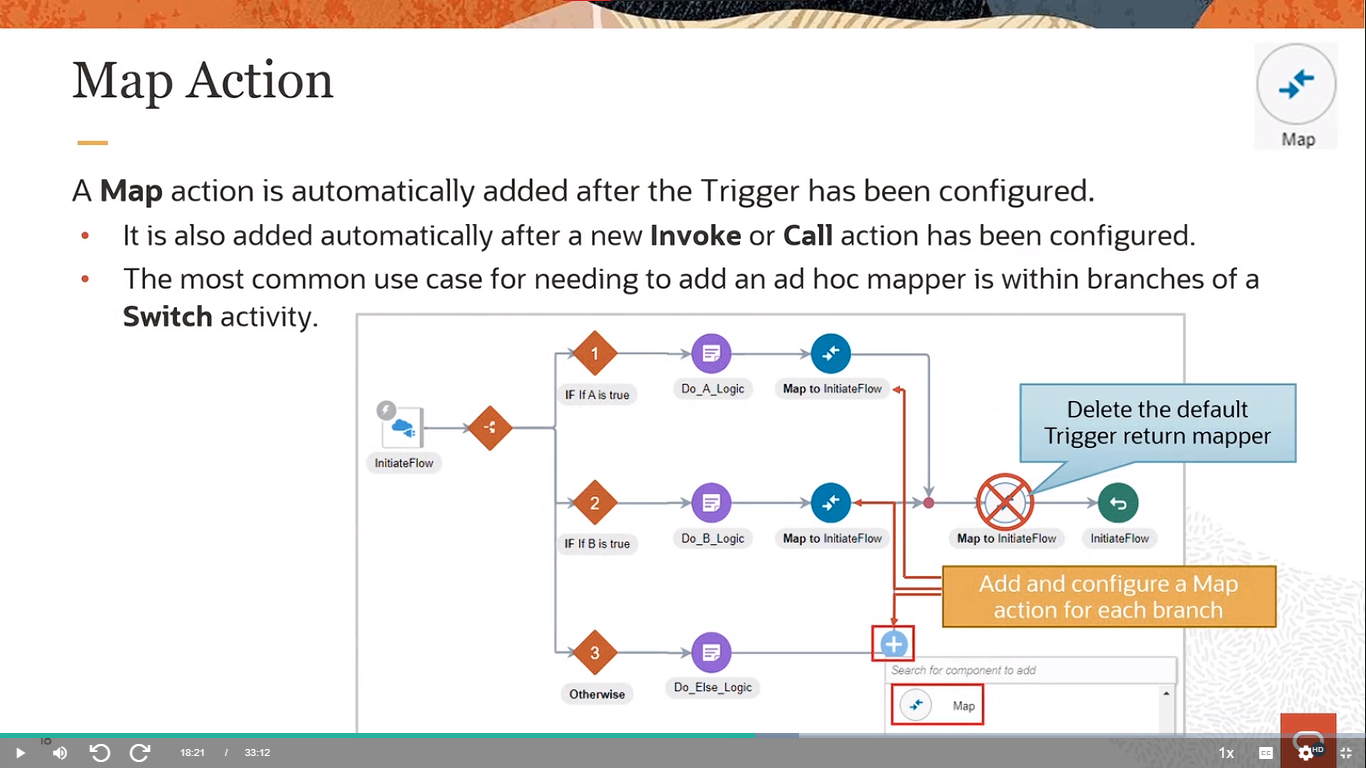 Map Action
Map
A Map action is automatically added after the Trigger has been configured.
• It is also added automatically after a new Invoke or Call action has been configured.
• The most common use case for needing to add an ad hoc mapper is within branches of a
Switch activity.
1
IF If A is true
Do_A_Logic
Map to InitiateFlow
Delete the default
Trigger return mapper
InitiateFlow
2
IF If B is true
Do_B_Logic
Map to InitiateFlow
Map to InitiateFlow
InitiateFlow
Add and configure a Map
action for each branch
3
Otherwise
Do_Else_Logic
Search for component to add
Map
18:21 / 33:12
1x
CC
HD